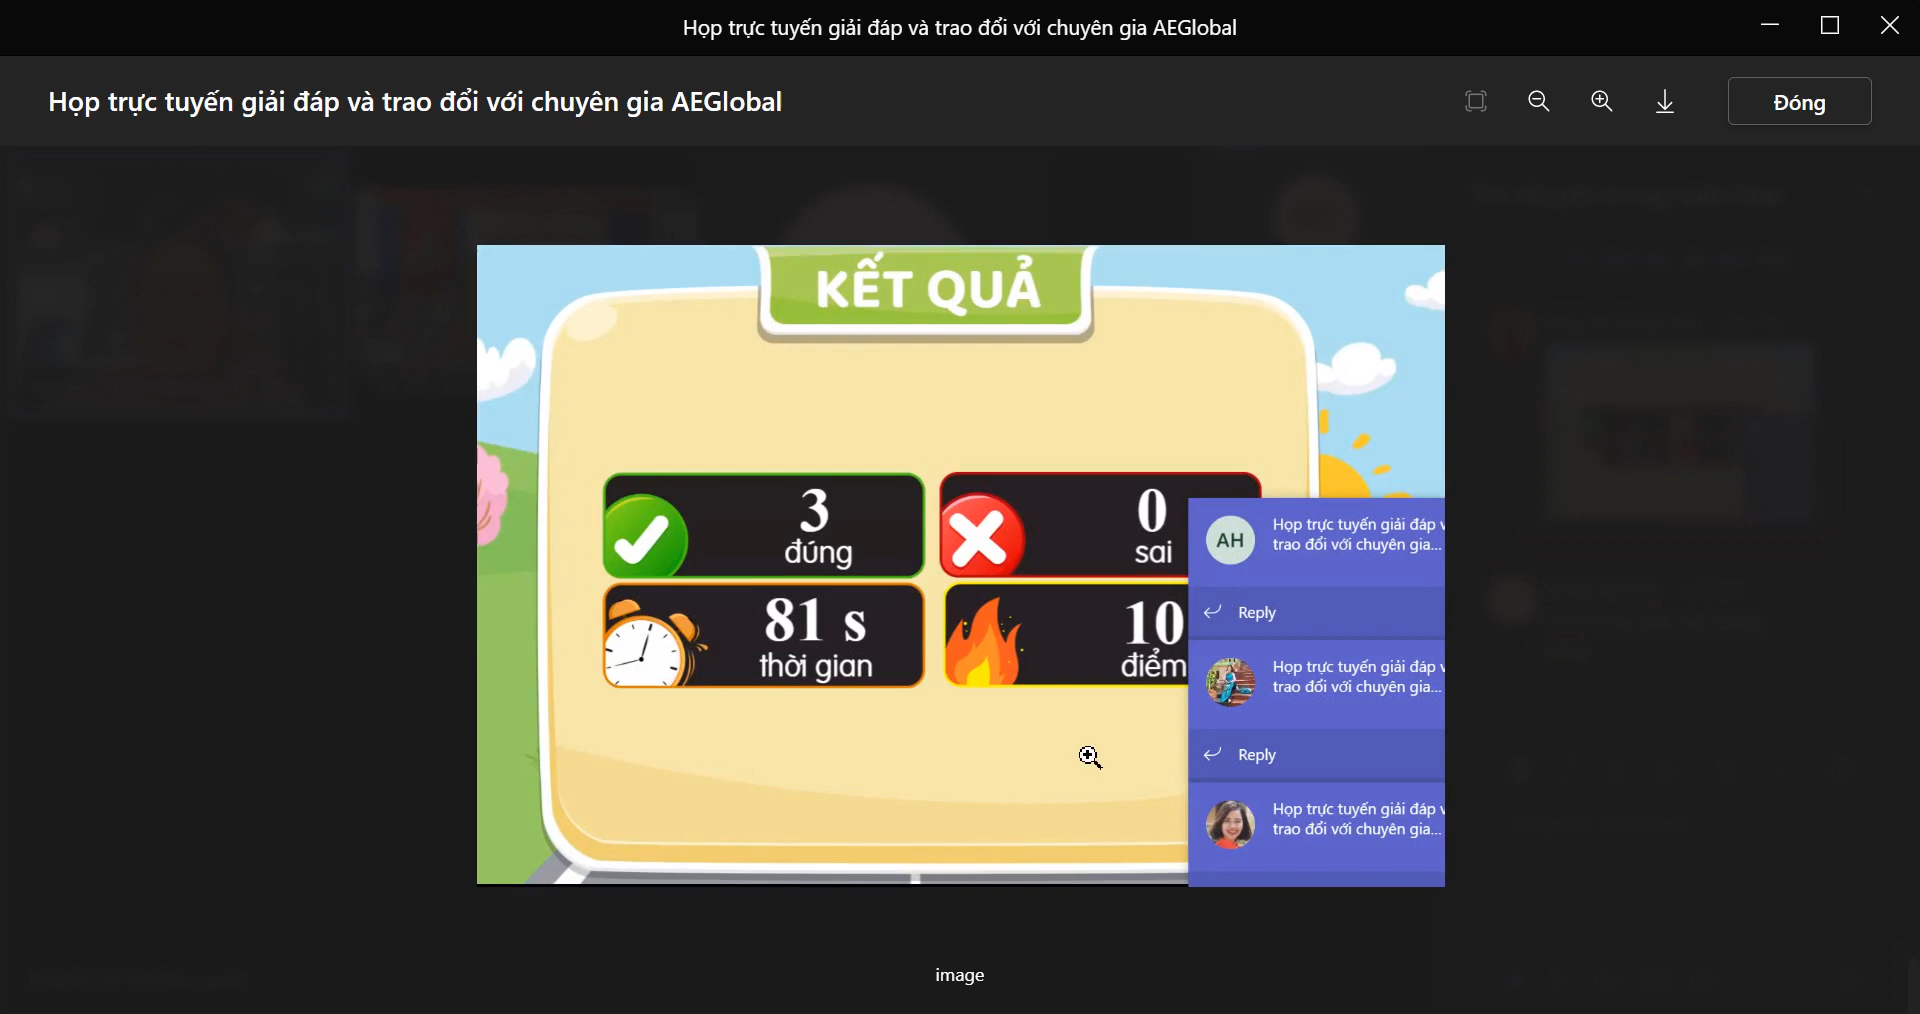 Họp trực tuyến giải đáp và trao đổi với chuyên gia AEGlobal
Họp trực tuyến giải đáp và trao đổi với chuyên gia AEGlobal
Đóng
KẾT QUẢ
3
đúng
0
sai
81 s
thời gian
10
điểm
AH
Họp trực tuyến giải đáp v
trao đổi với chuyên gia...
Reply
Họp trực tuyến giải đáp v
trao đổi với chuyên gia...
Reply
Họp trực tuyến giải đáp v
trao đổi với chuyên gia...
image